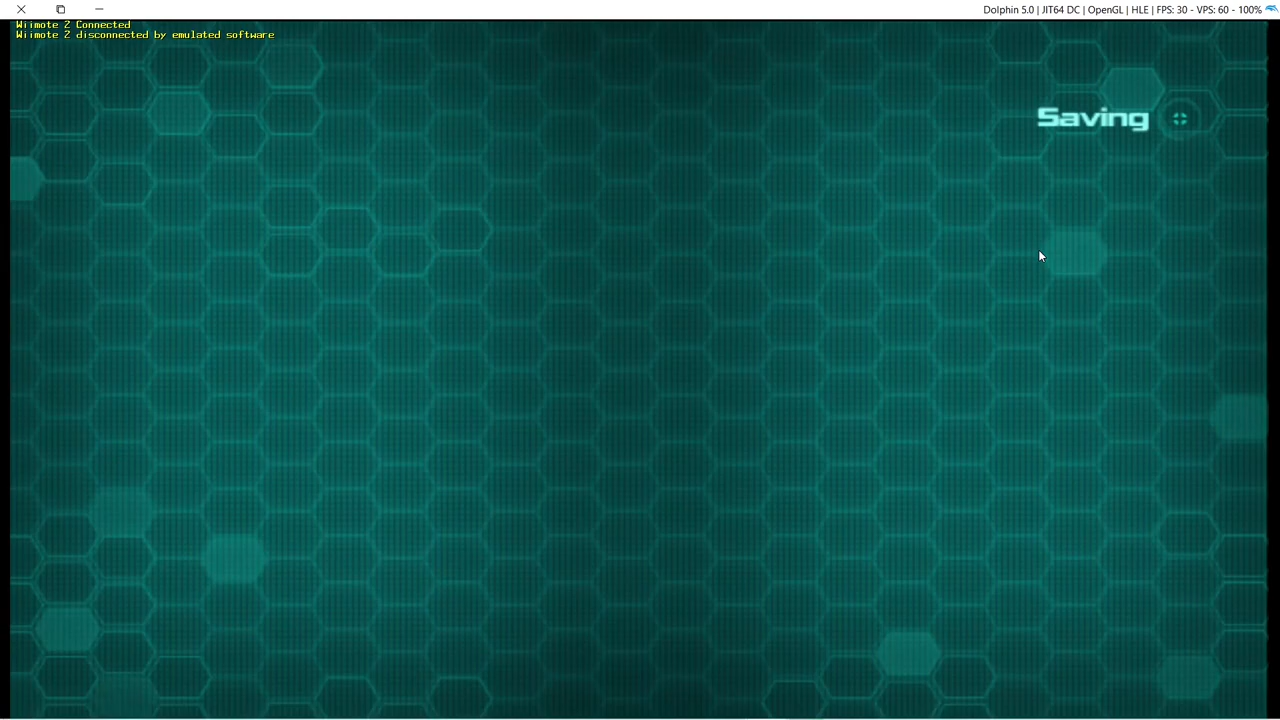 Dolphin 5.0 | JIT64 DC | OpenGL | HLE | FPS: 30 - VPS: 60 - 100%
Wiimote 2 Connected
Wiimote 2 disconnected by emulated software
Saving